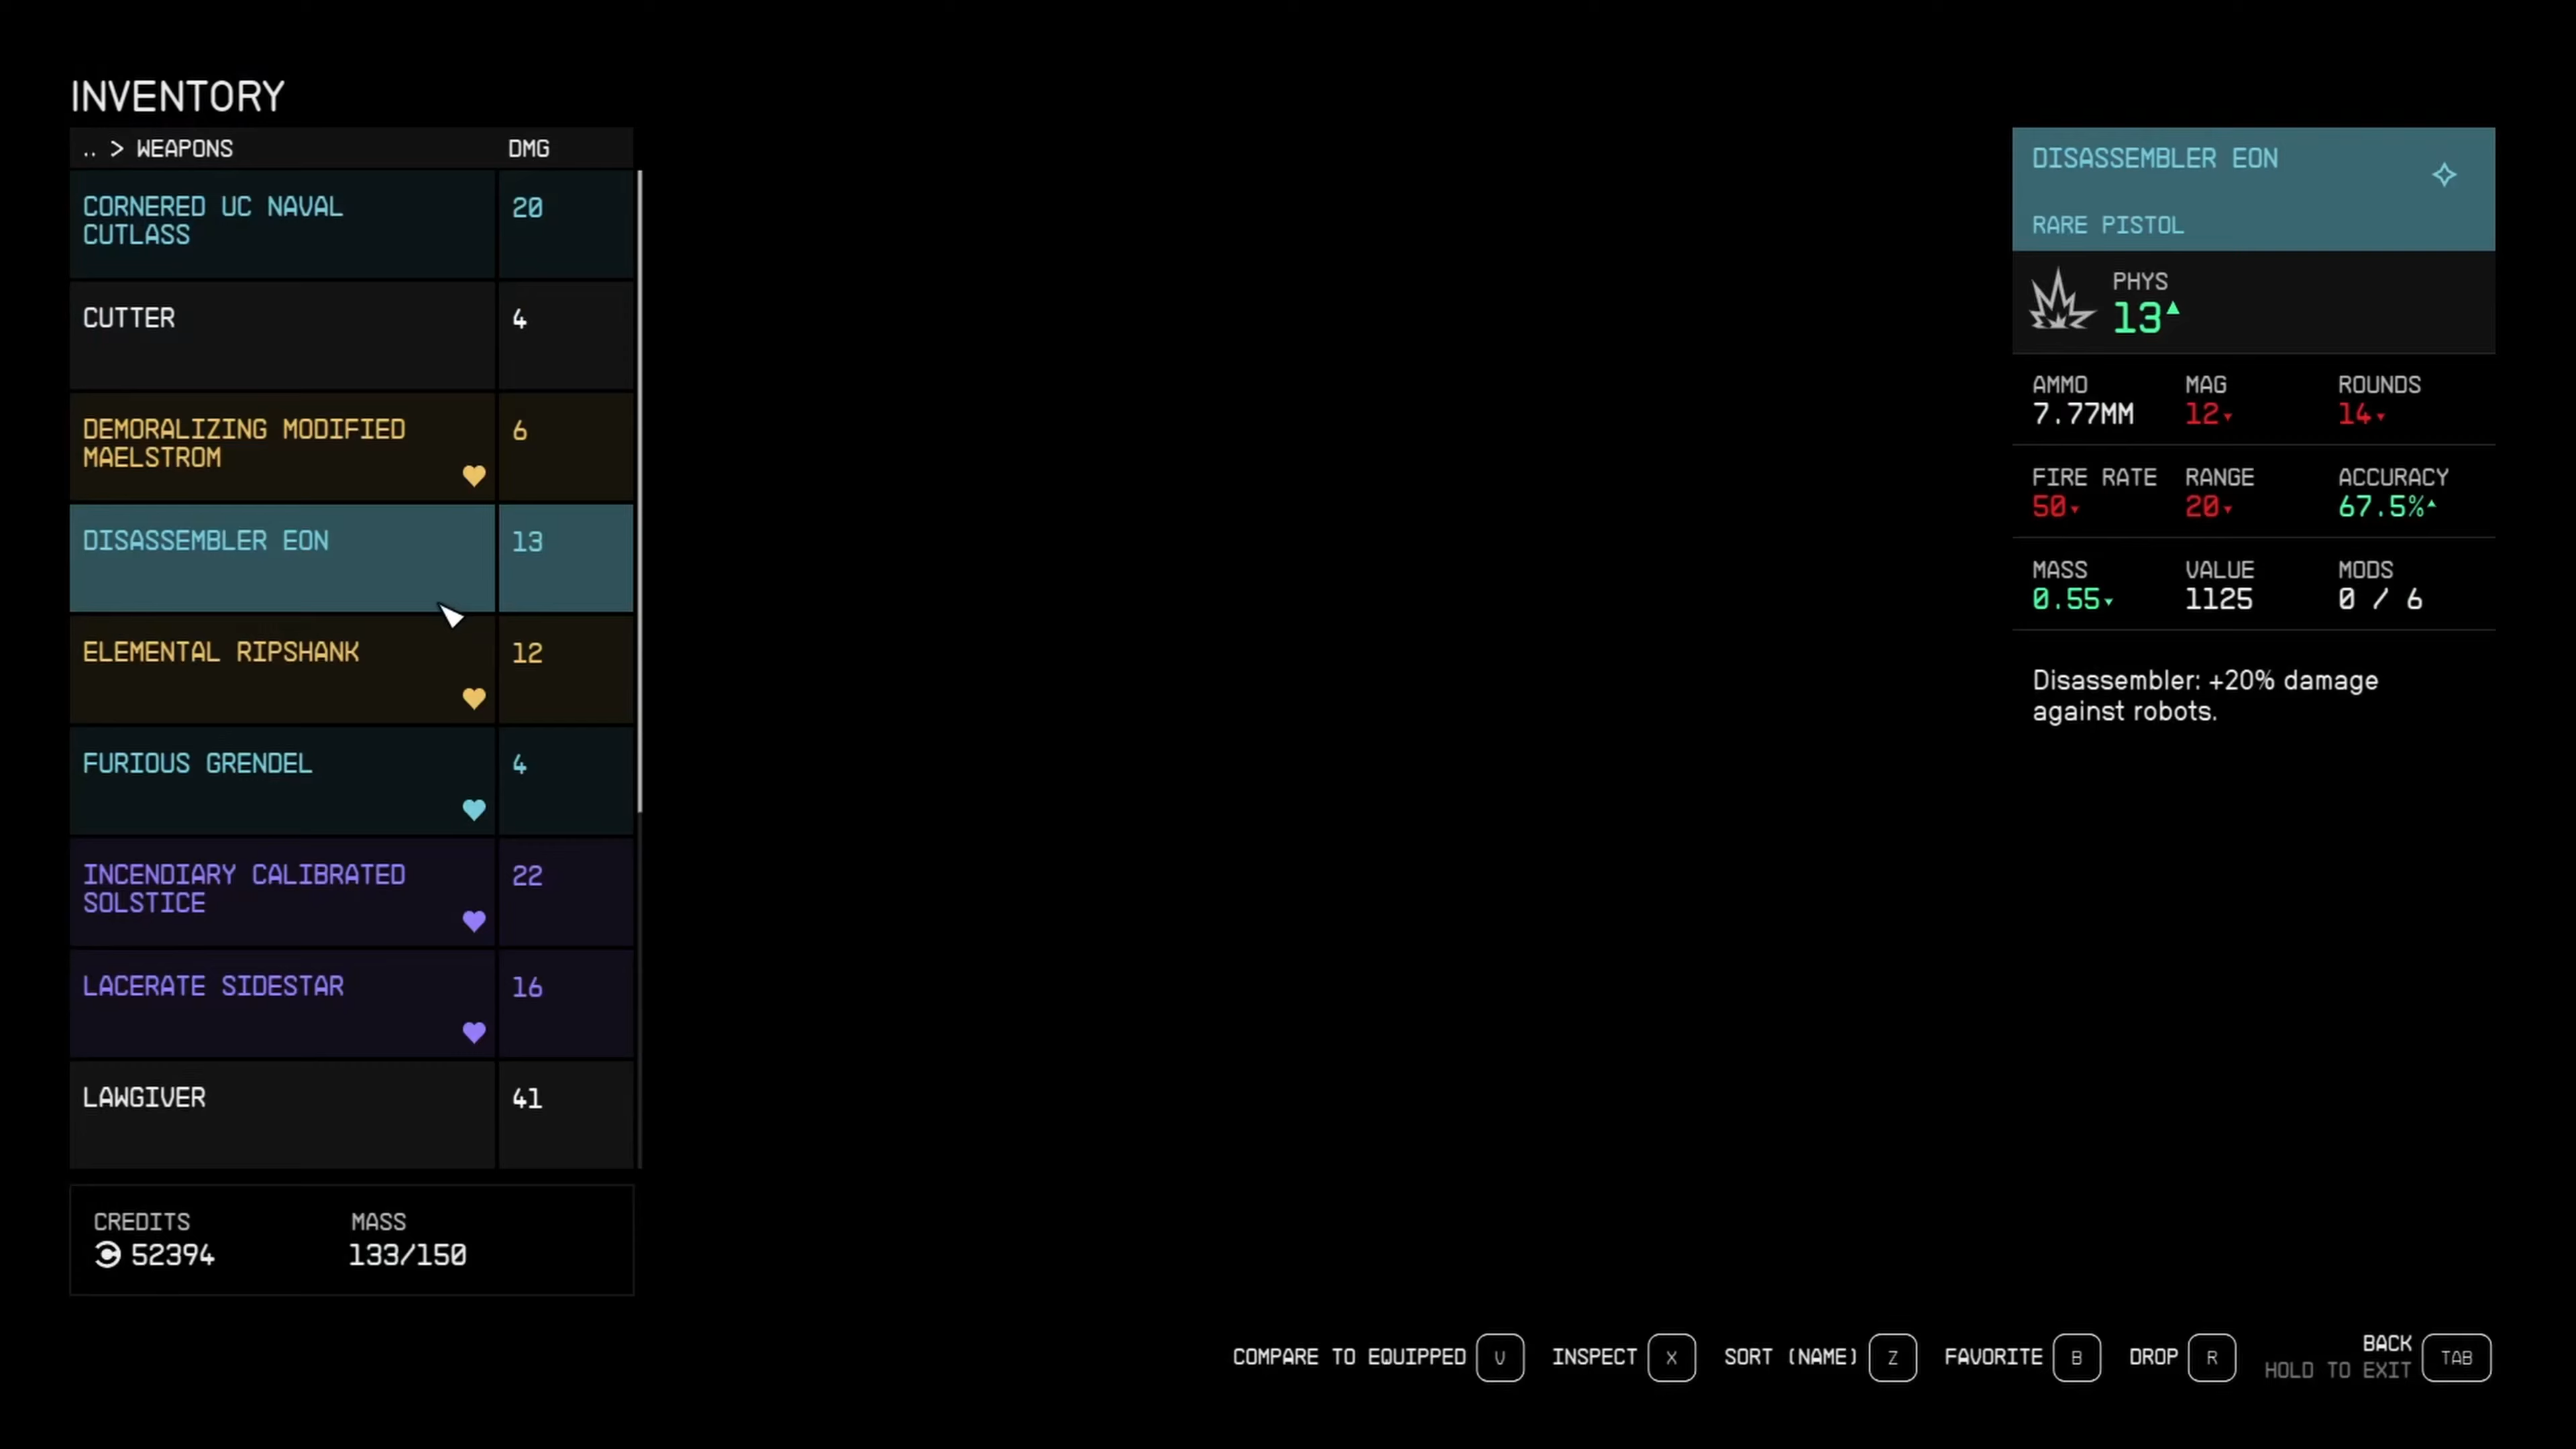 INVENTORY
.. > WEAPONS DMG
CORNERED UC NAVAL
CUTLASS
20
CUTTER 4
DEMORALIZING MODIFIED
MAELSTROM
6
DISASSEMBLER EON 13
ELEMENTAL RIPSHANK 12
FURIOUS GRENDEL 4
INCENDIARY CALIBRATED
SOLSTICE
22
LACERATE SIDESTAR 16
LAWGIVER 41
CREDITS MASS
52394 133/150
DISASSEMBLER EON
RARE PISTOL
PHYS
13
AMMO MAG ROUNDS
7.77MM 12 14
FIRE RATE RANGE ACCURACY
50 20 67.5%
MASS VALUE MODS
0.55 1125 0 / 6
Disassembler: +20% damage
against robots.
COMPARE TO EQUIPPED V INSPECT X SORT (NAME) Z FAVORITE B DROP R BACK
HOLD TO EXIT TAB